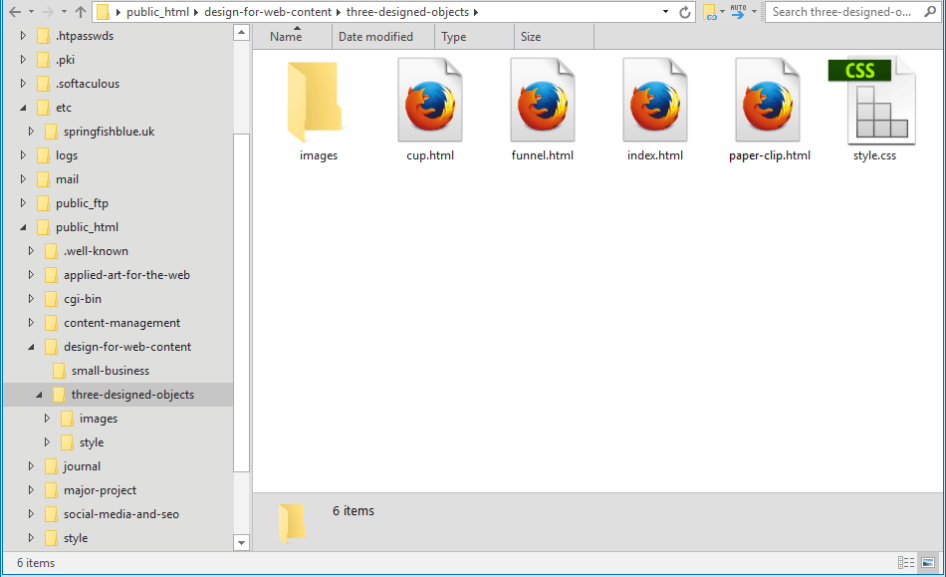 public_html design-for-web-content three-designed-objects AUTO Search three-designed-o...
.htpasswds
.pki
.softaculous
etc
springfishblue.uk
logs
mail
public_ftp
public_html
.well-known
applied-art-for-the-web
cgi-bin
content-management
design-for-web-content
small-business
three-designed-objects
images
style
journal
major-project
social-media-and-seo
style
Name Date modified Type Size
CSS
images cup.html funnel.html index.html paper-clip.html style.css
6 items
6 items